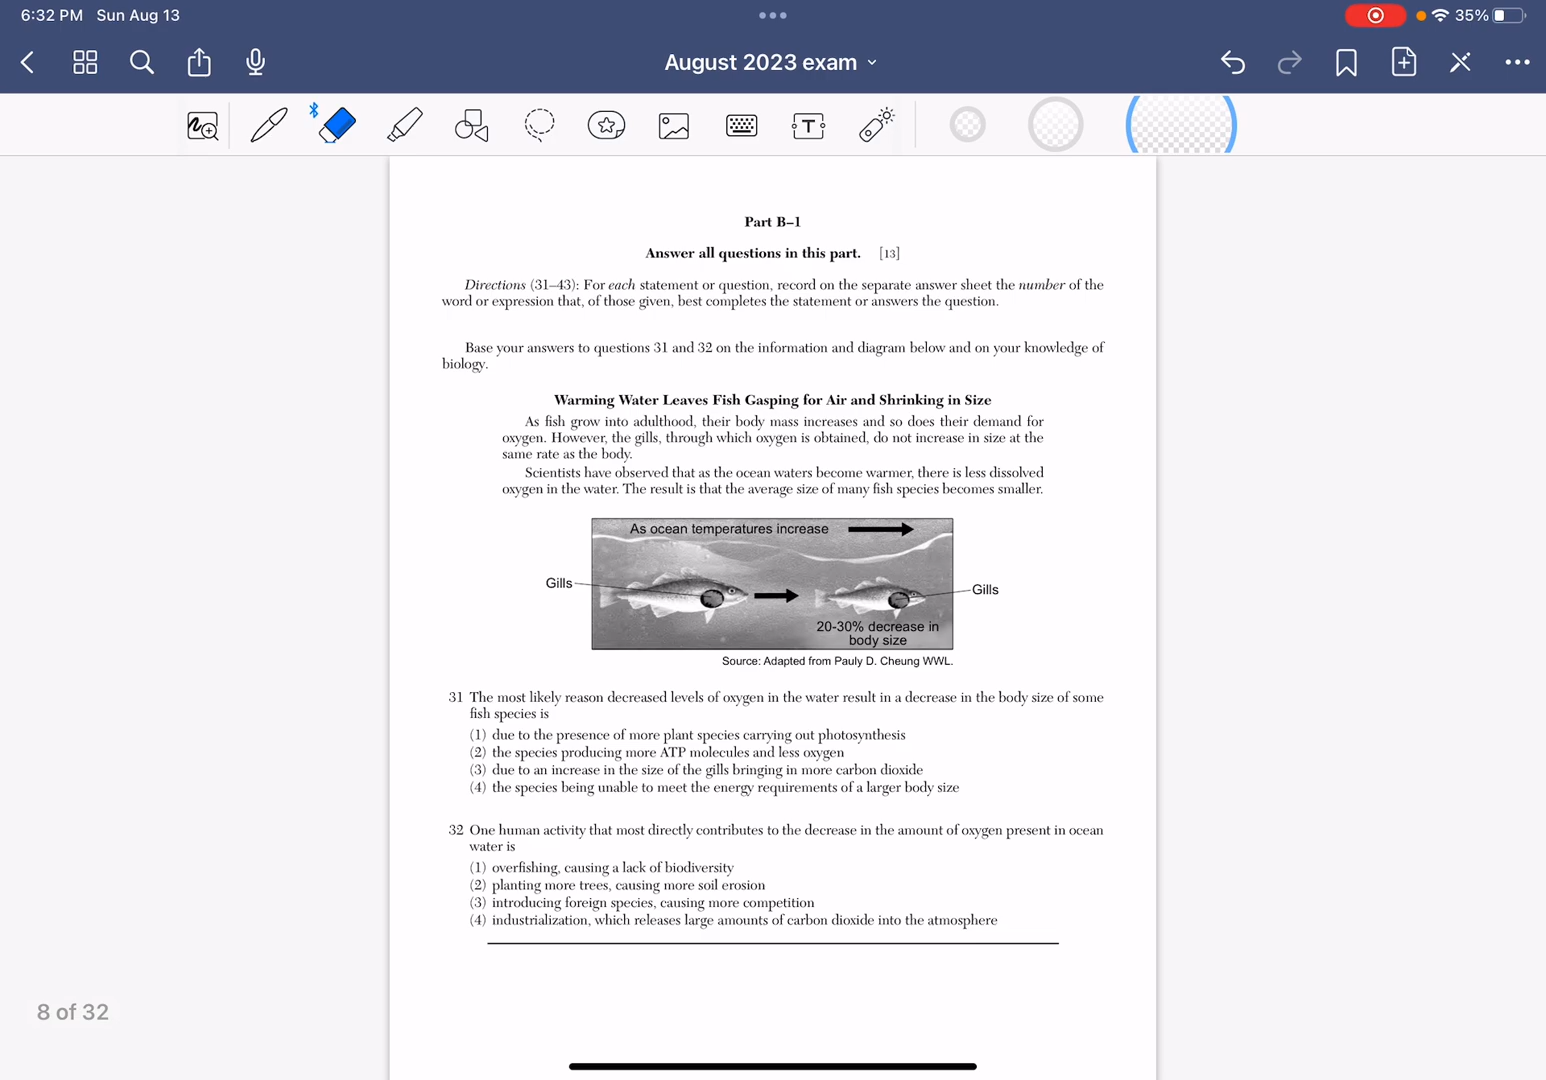 6:32 PM Sun Aug 13
35%
August 2023 exam
Part B–1
Answer all questions in this part. [13]
Directions (31–43): For each statement or question, record on the separate answer sheet the number of the
word or expression that, of those given, best completes the statement or answers the question.
Base your answers to questions 31 and 32 on the information and diagram below and on your knowledge of
biology.
Warming Water Leaves Fish Gasping for Air and Shrinking in Size
As fish grow into adulthood, their body mass increases and so does their demand for
oxygen. However, the gills, through which oxygen is obtained, do not increase in size at the
same rate as the body.
Scientists have observed that as the ocean waters become warmer, there is less dissolved
oxygen in the water. The result is that the average size of many fish species becomes smaller.
As ocean temperatures increase
Gills
Gills
20-30% decrease in
body size
Source: Adapted from Pauly D. Cheung WWL.
31 The most likely reason decreased levels of oxygen in the water result in a decrease in the body size of some
fish species is
(1) due to the presence of more plant species carrying out photosynthesis
(2) the species producing more ATP molecules and less oxygen
(3) due to an increase in the size of the gills bringing in more carbon dioxide
(4) the species being unable to meet the energy requirements of a larger body size
32 One human activity that most directly contributes to the decrease in the amount of oxygen present in ocean
water is
(1) overfishing, causing a lack of biodiversity
(2) planting more trees, causing more soil erosion
(3) introducing foreign species, causing more competition
(4) industrialization, which releases large amounts of carbon dioxide into the atmosphere
8 of 32